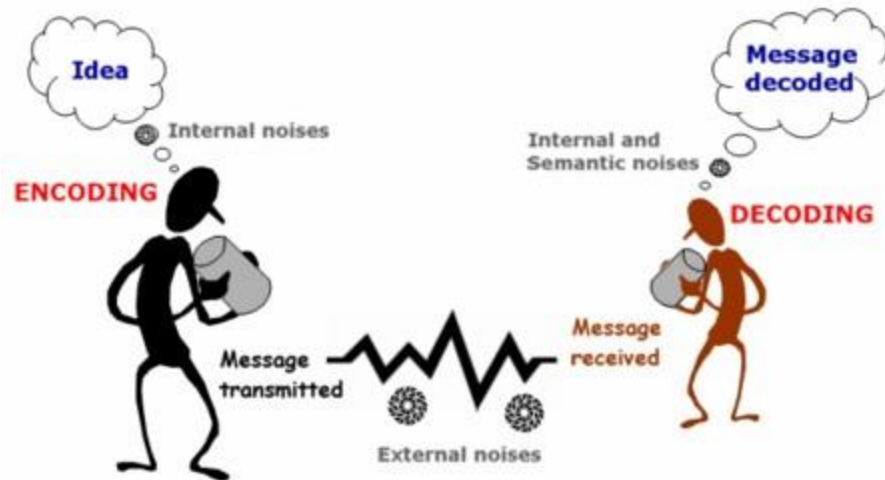 Idea
Internal noises
ENCODING
Message
transmitted
External noises
Message
received
Internal and
Semantic noises
DECODING
Message
decoded